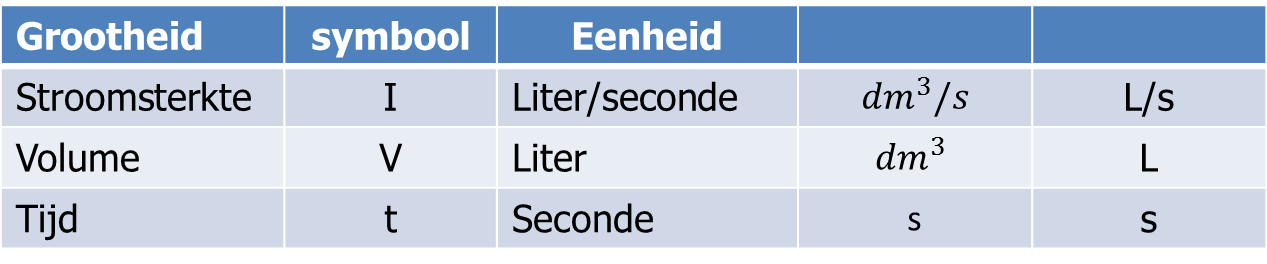 Grootheid symbool Eenheid
Stroomsterkte I Liter/seconde dm³/s L/s
Volume V Liter dm³ L
Tijd t Seconde s s